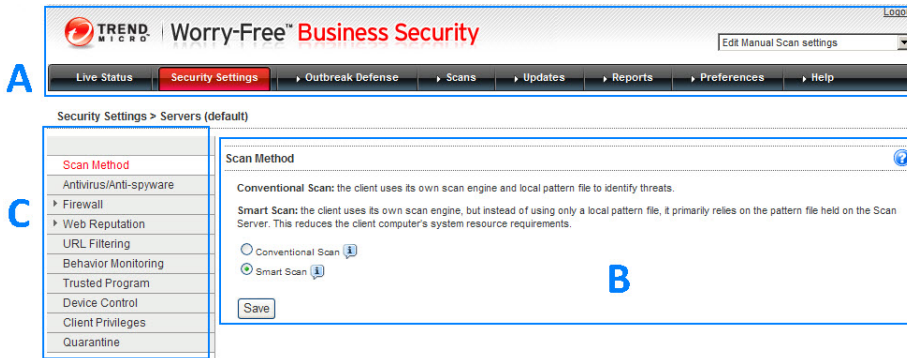 Logo
TREND MICRO Worry-Free™ Business Security
Edit Manual Scan settings
A
Live Status Security Settings Outbreak Defense Scans Updates Reports Preferences Help
Security Settings > Servers (default)
C
Scan Method
Antivirus/Anti-spyware
Firewall
Web Reputation
URL Filtering
Behavior Monitoring
Trusted Program
Device Control
Client Privileges
Quarantine
Scan Method
Conventional Scan: the client uses its own scan engine and local pattern file to identify threats.
Smart Scan: the client uses its own scan engine, but instead of using only a local pattern file, it primarily relies on the pattern file held on the Scan
Server. This reduces the client computer's system resource requirements.
Conventional Scan
Smart Scan
B
Save